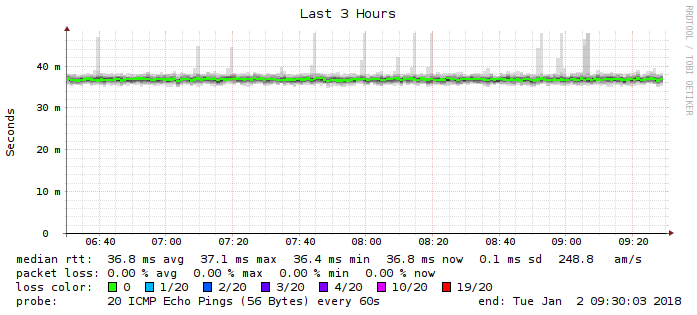 Last 3 Hours
RRDTOOL / TOBI OETIKER
Seconds
40 m
30 m
20 m
10 m
0
06:40 07:00 07:20 07:40 08:00 08:20 08:40 09:00 09:20
median rtt: 36.8 ms avg 37.1 ms max 36.4 ms min 36.8 ms now 0.1 ms sd 248.8 am/s
packet loss: 0.00 % avg 0.00 % max 0.00 % min 0.00 % now
loss color: 0 1/20 2/20 3/20 4/20 10/20 19/20
probe: 20 ICMP Echo Pings (56 Bytes) every 60s end: Tue Jan 2 09:30:03 2018